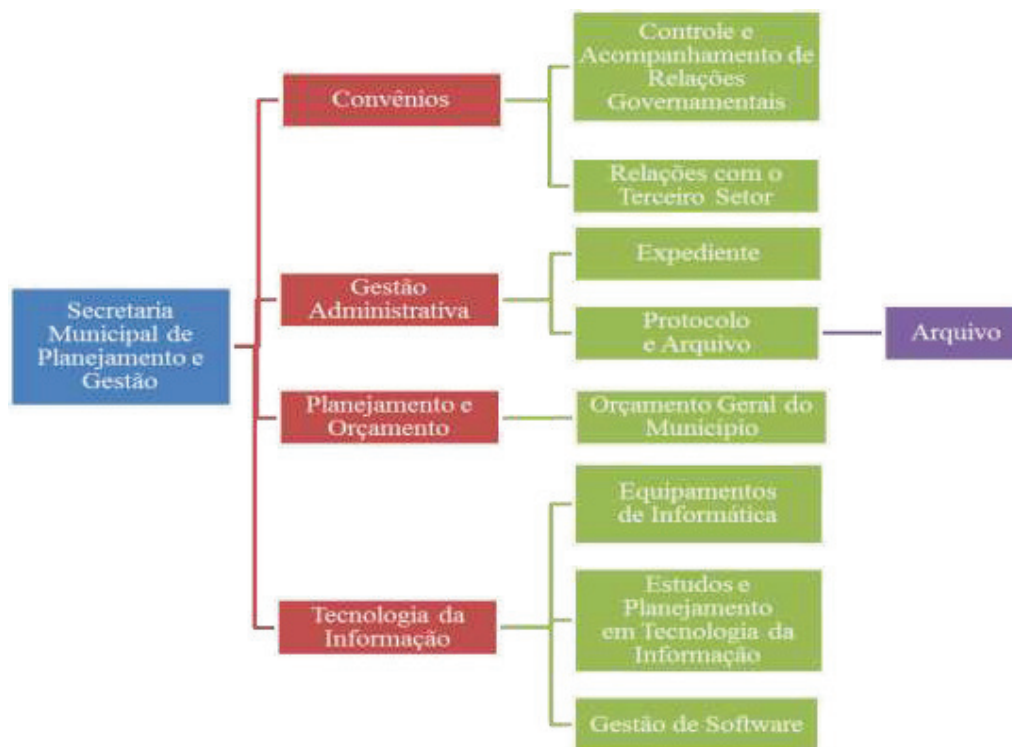 Secretaria
Municipal de
Planejamento e
Gestão
Convênios
Controle e
Acompanhamento de
Relações
Governamentais
Relações com o
Terceiro Setor
Gestão
Administrativa
Expediente
Protocolo
e Arquivo
Arquivo
Planejamento e
Orçamento
Orçamento Geral do
Município
Tecnologia da
Informação
Equipamentos
de Informática
Estudos e
Planejamento
em Tecnologia da
Informação
Gestão de Software